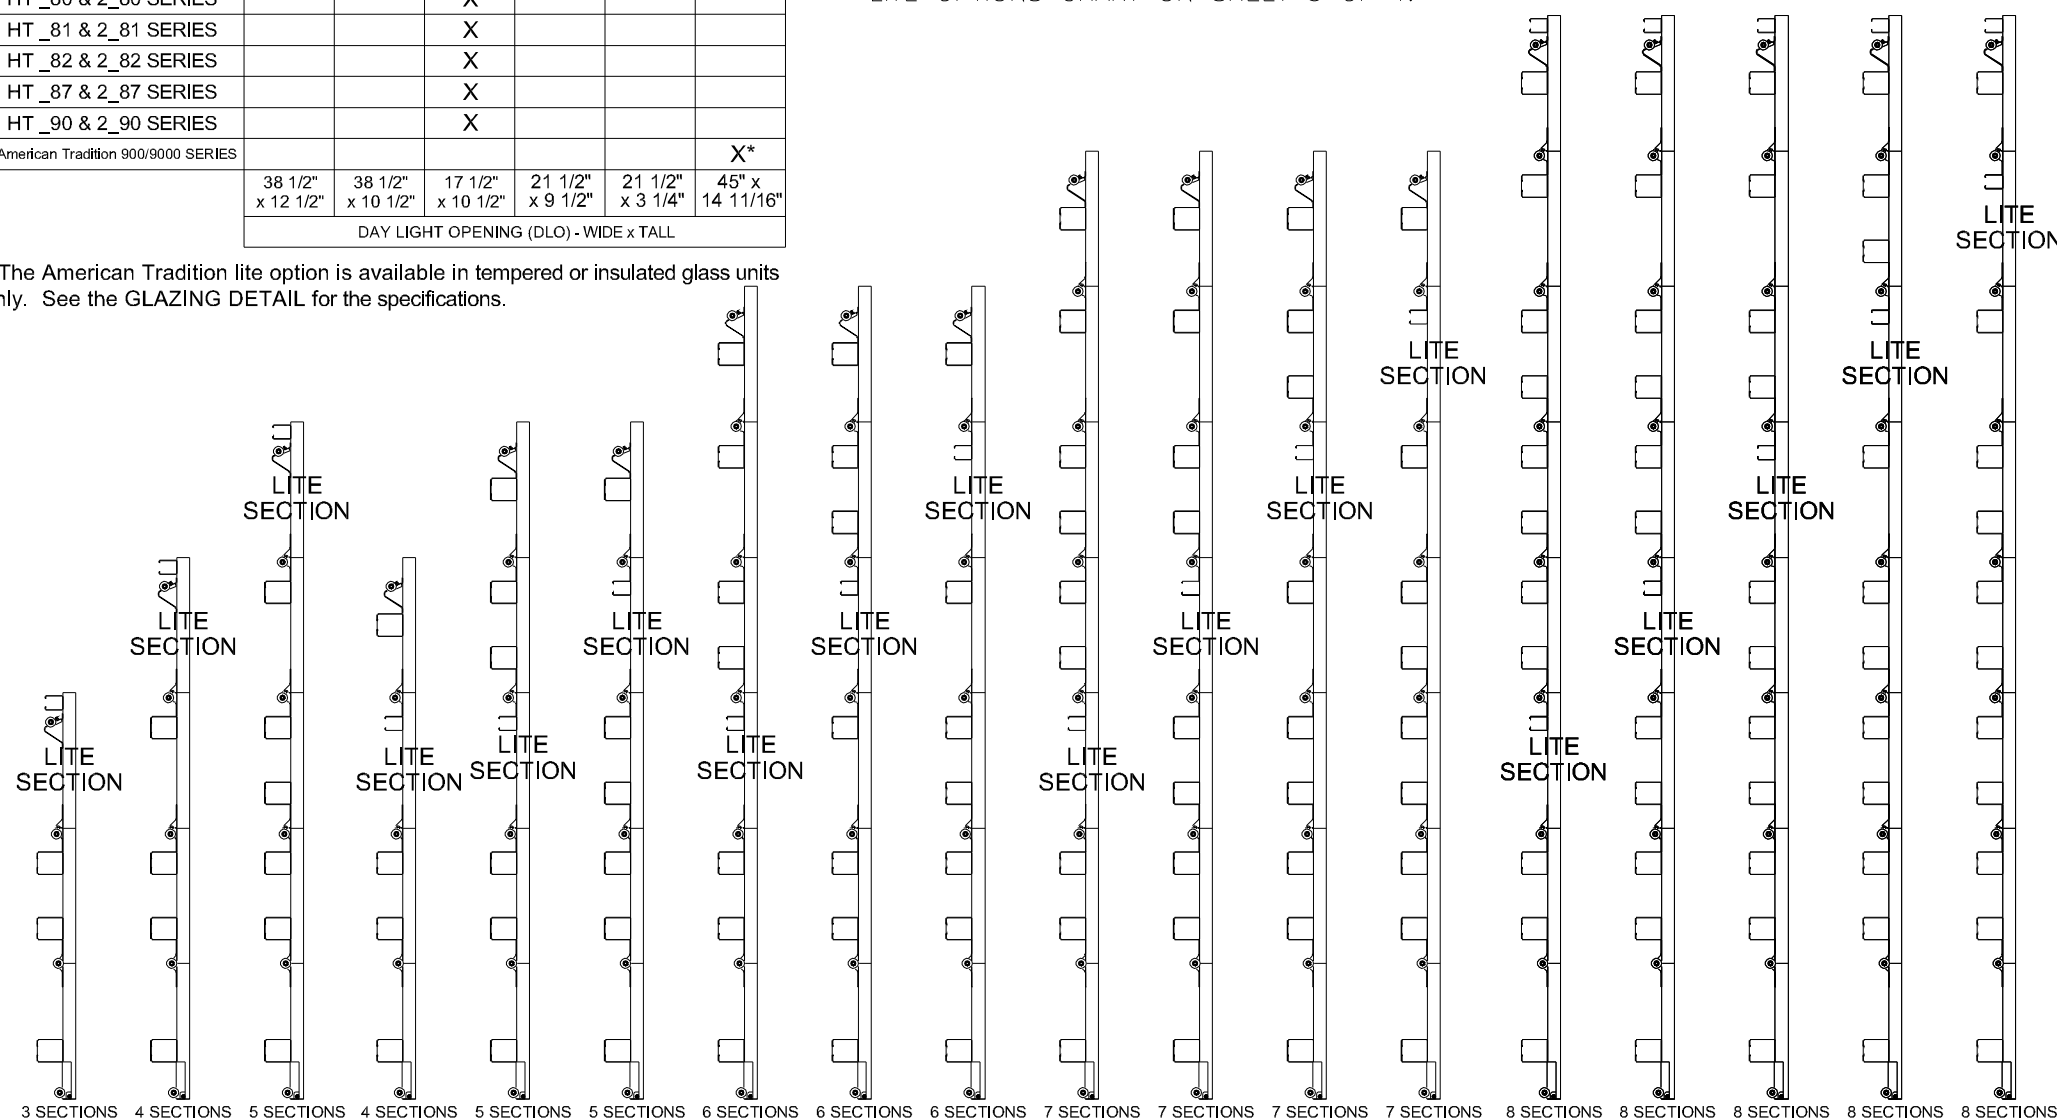 HT _80 & 2_80 SERIES X
LITE OPTIONS CHART ON SHEET
HT _81 & 2_81 SERIES X
HT _82 & 2_82 SERIES X
HT _87 & 2_87 SERIES X
HT _90 & 2_90 SERIES X
American Tradition 900/9000 SERIES X*
38 1/2" 38 1/2" 17 1/2" 21 1/2" 21 1/2" 45" x
x 12 1/2" x 10 1/2" x 10 1/2" x 9 1/2" x 3 1/4" 14 11/16"
DAY LIGHT OPENING (DLO) - WIDE x TALL
The American Tradition lite option is available in tempered or insulated glass units
See the GLAZING DETAIL for the specifications.
LITE
SECTION
LITE
SECTION
LITE
SECTION
LITE
SECTION
LITE
SECTION
LITE
SECTION
LITE
SECTION
LITE
SECTION
LITE
SECTION
LITE
SECTION
LITE
SECTION
LITE
SECTION
LITE
SECTION
LITE
SECTION
LITE
SECTION
LITE
SECTION
LITE
SECTION
LITE
SECTION
3 SECTIONS
4 SECTIONS
5 SECTIONS
4 SECTIONS
5 SECTIONS
5 SECTIONS
6 SECTIONS
6 SECTIONS
6 SECTIONS
7 SECTIONS
7 SECTIONS
7 SECTIONS
7 SECTIONS
8 SECTIONS
8 SECTIONS
8 SECTIONS
8 SECTIONS
8 SECTIONS